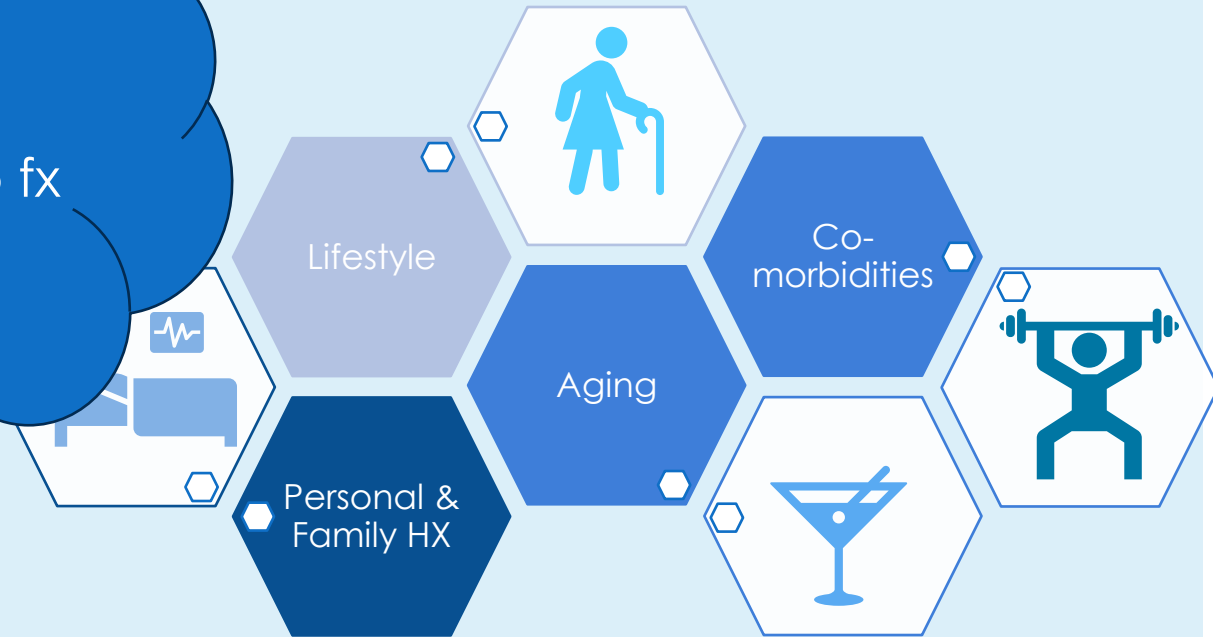 fx
Lifestyle
Co-
morbidities
Aging
Personal &
Family HX